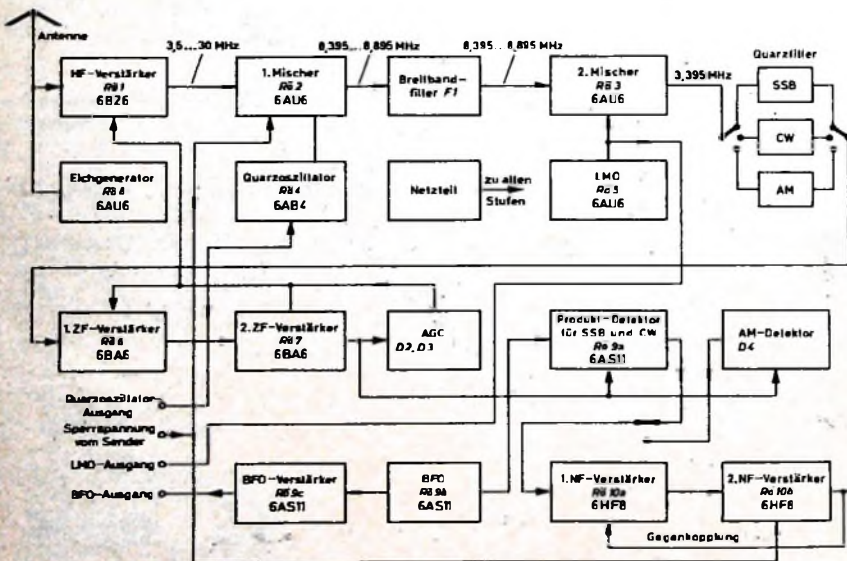 Antenne
3,5...30 MHz
8,395...8,895 MHz
8,395...8,895 MHz
HF-Verstärker
Rö 1
6BZ6
1. Mischer
Rö 2
6AU6
Breitband-
filter F1
2. Mischer
Rö 3
6AU6
3,395 MHz
Quarzfilter
SSB
CW
AM
Eichgenerator
Rö 8
6AU6
Quarzoszillator
Rö 4
6AB4
Netzteil
zu allen
Stufen
LMO
Rö 5
6AU6
1. ZF-Verstärker
Rö 6
6BA6
2. ZF-Verstärker
Rö 7
6BA6
AGC
D2, D3
Produkt-Detektor
für SSB und CW
Rö 9a
6AS11
AM-Detektor
D4
Quarzoszillator-
Ausgang
Sperrspannung
vom Sender
LMO-Ausgang
BFO-Ausgang
BFO-Verstärker
Rö 9c
6AS11
BFO
Rö 9b
6AS11
1. NF-Verstärker
Rö 10a
6HF8
2. NF-Verstärker
Rö 10b
6HF8
Gegenkopplung